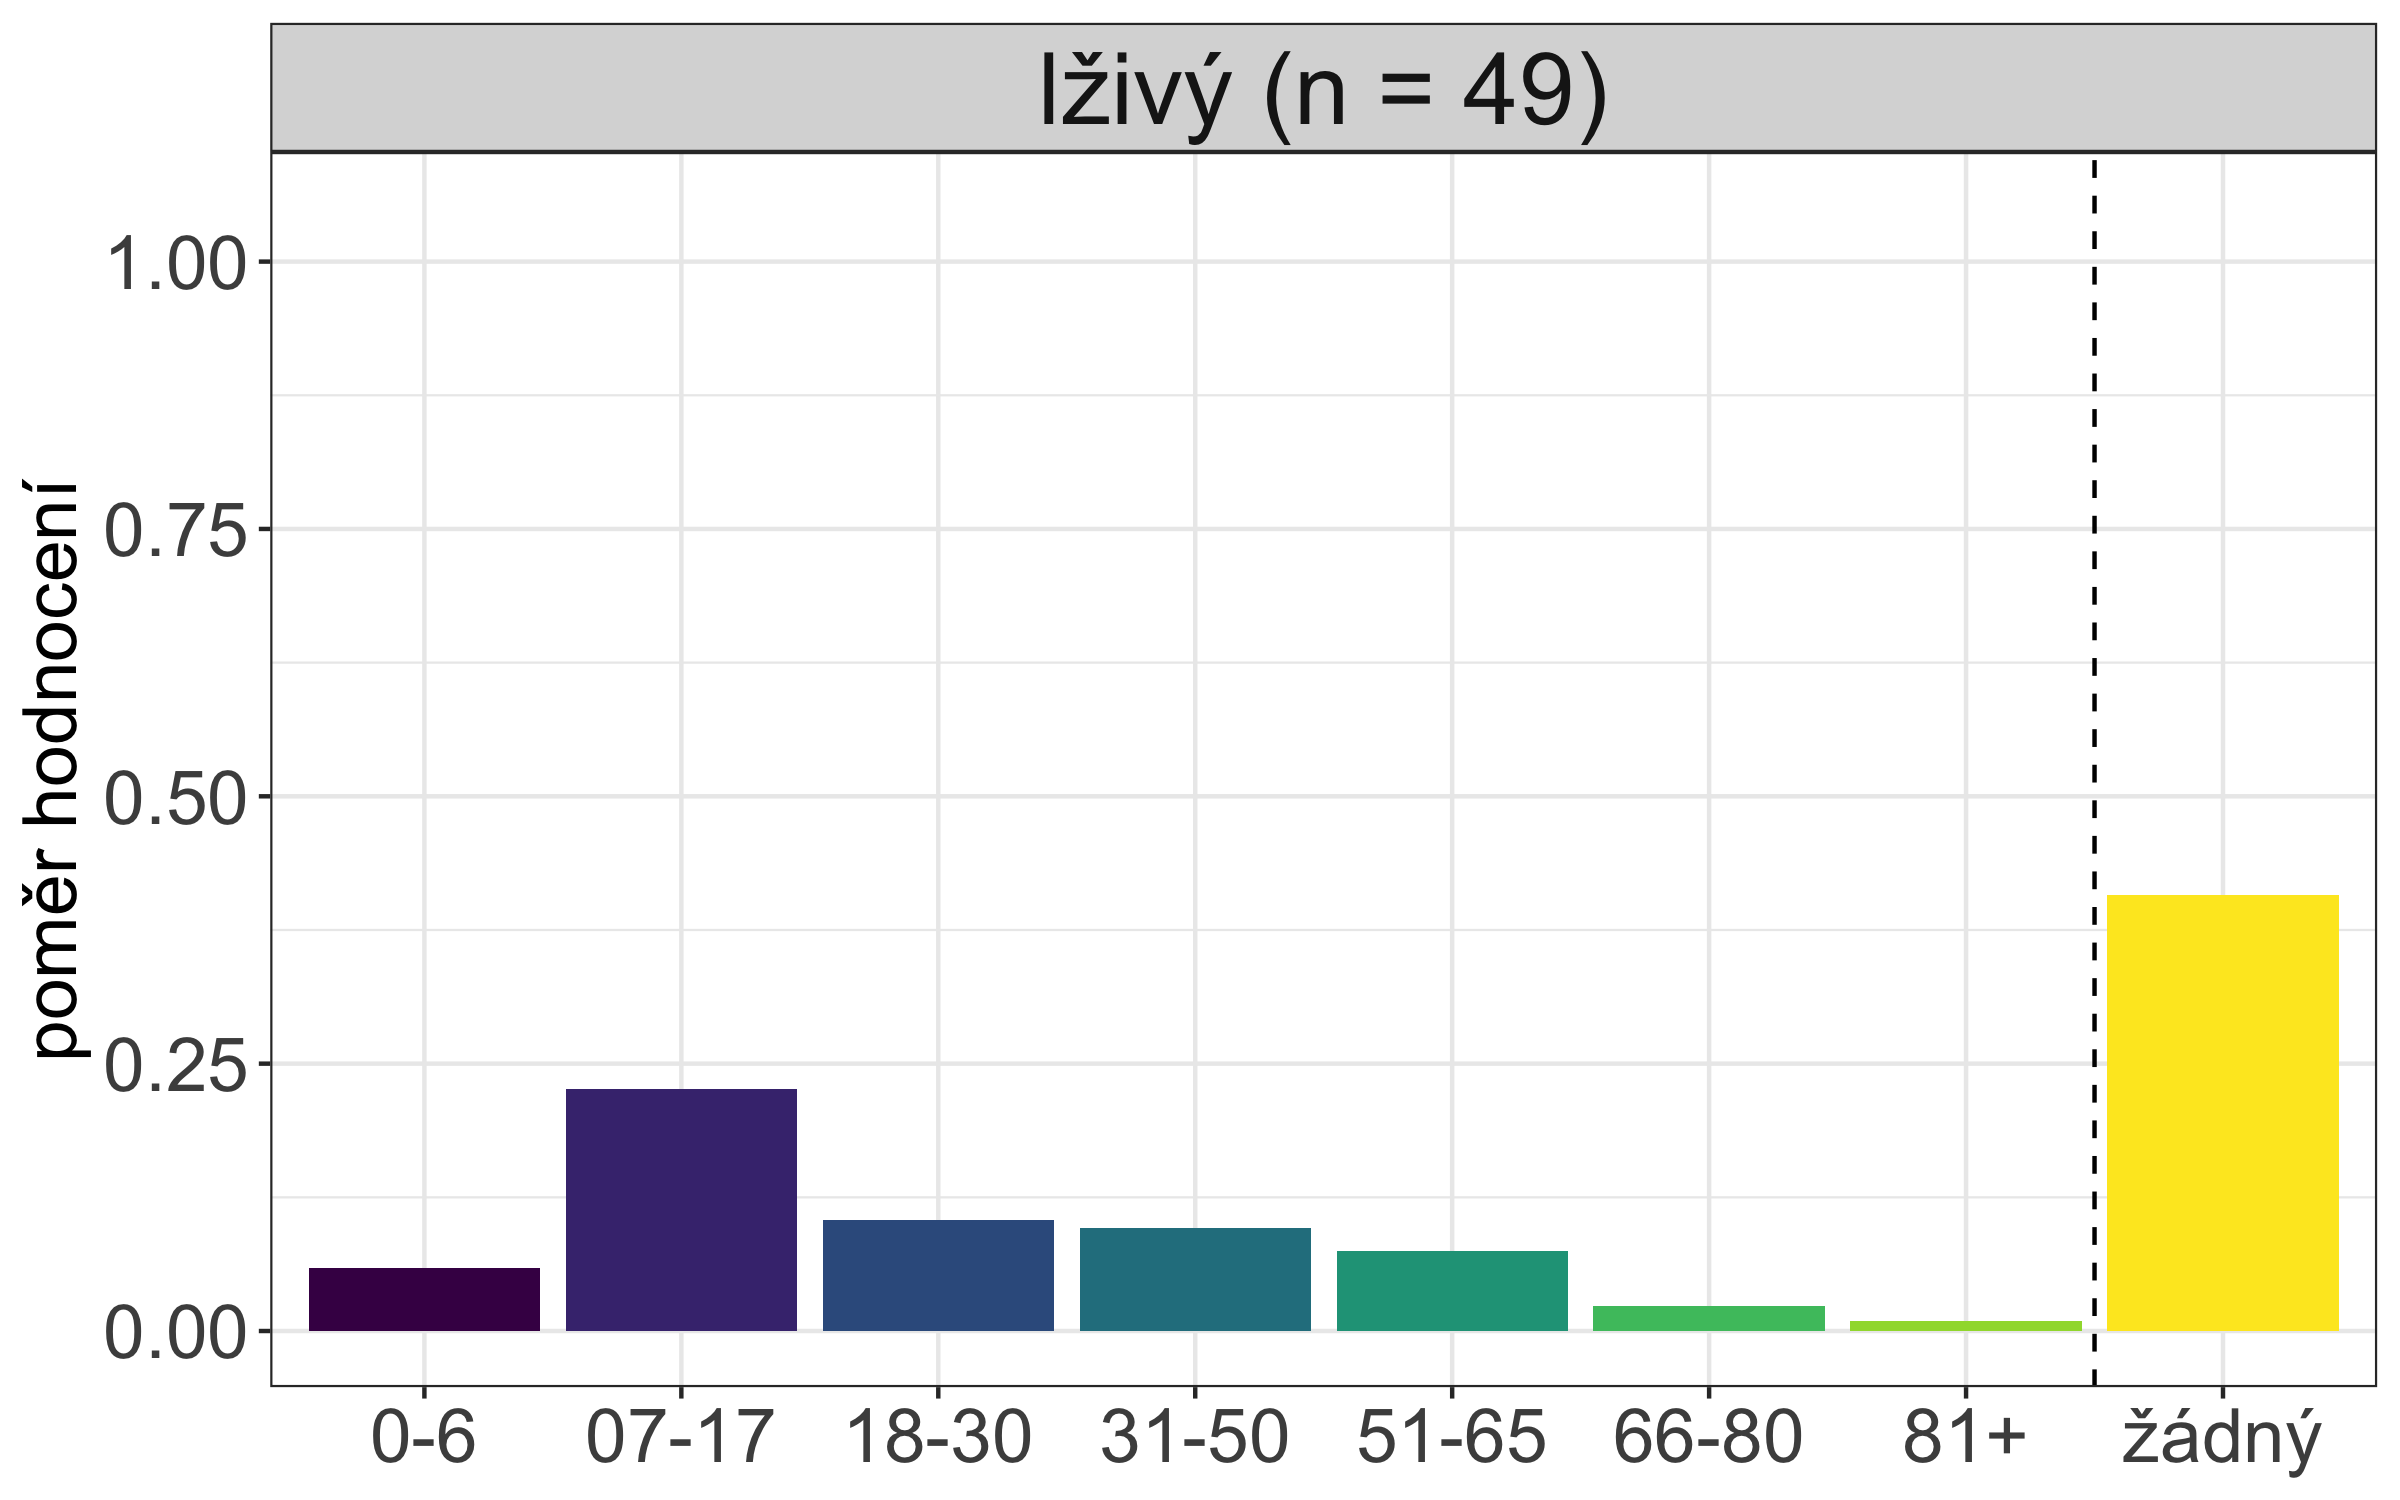 lživý (n = 49)
poměr hodnocení
1.00
0.75
0.50
0.25
0.00
0-6 07-17 18-30 31-50 51-65 66-80 81+ žádný